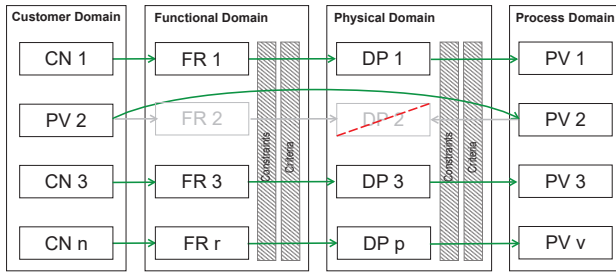 Customer Domain Functional Domain Physical Domain Process Domain
CN 1 FR 1 DP 1 PV 1
PV 2 FR 2 DP 2 PV 2
Constraints Criteria Constraints Criteria
CN 3 FR 3 DP 3 PV 3
CN n FR r DP p PV v